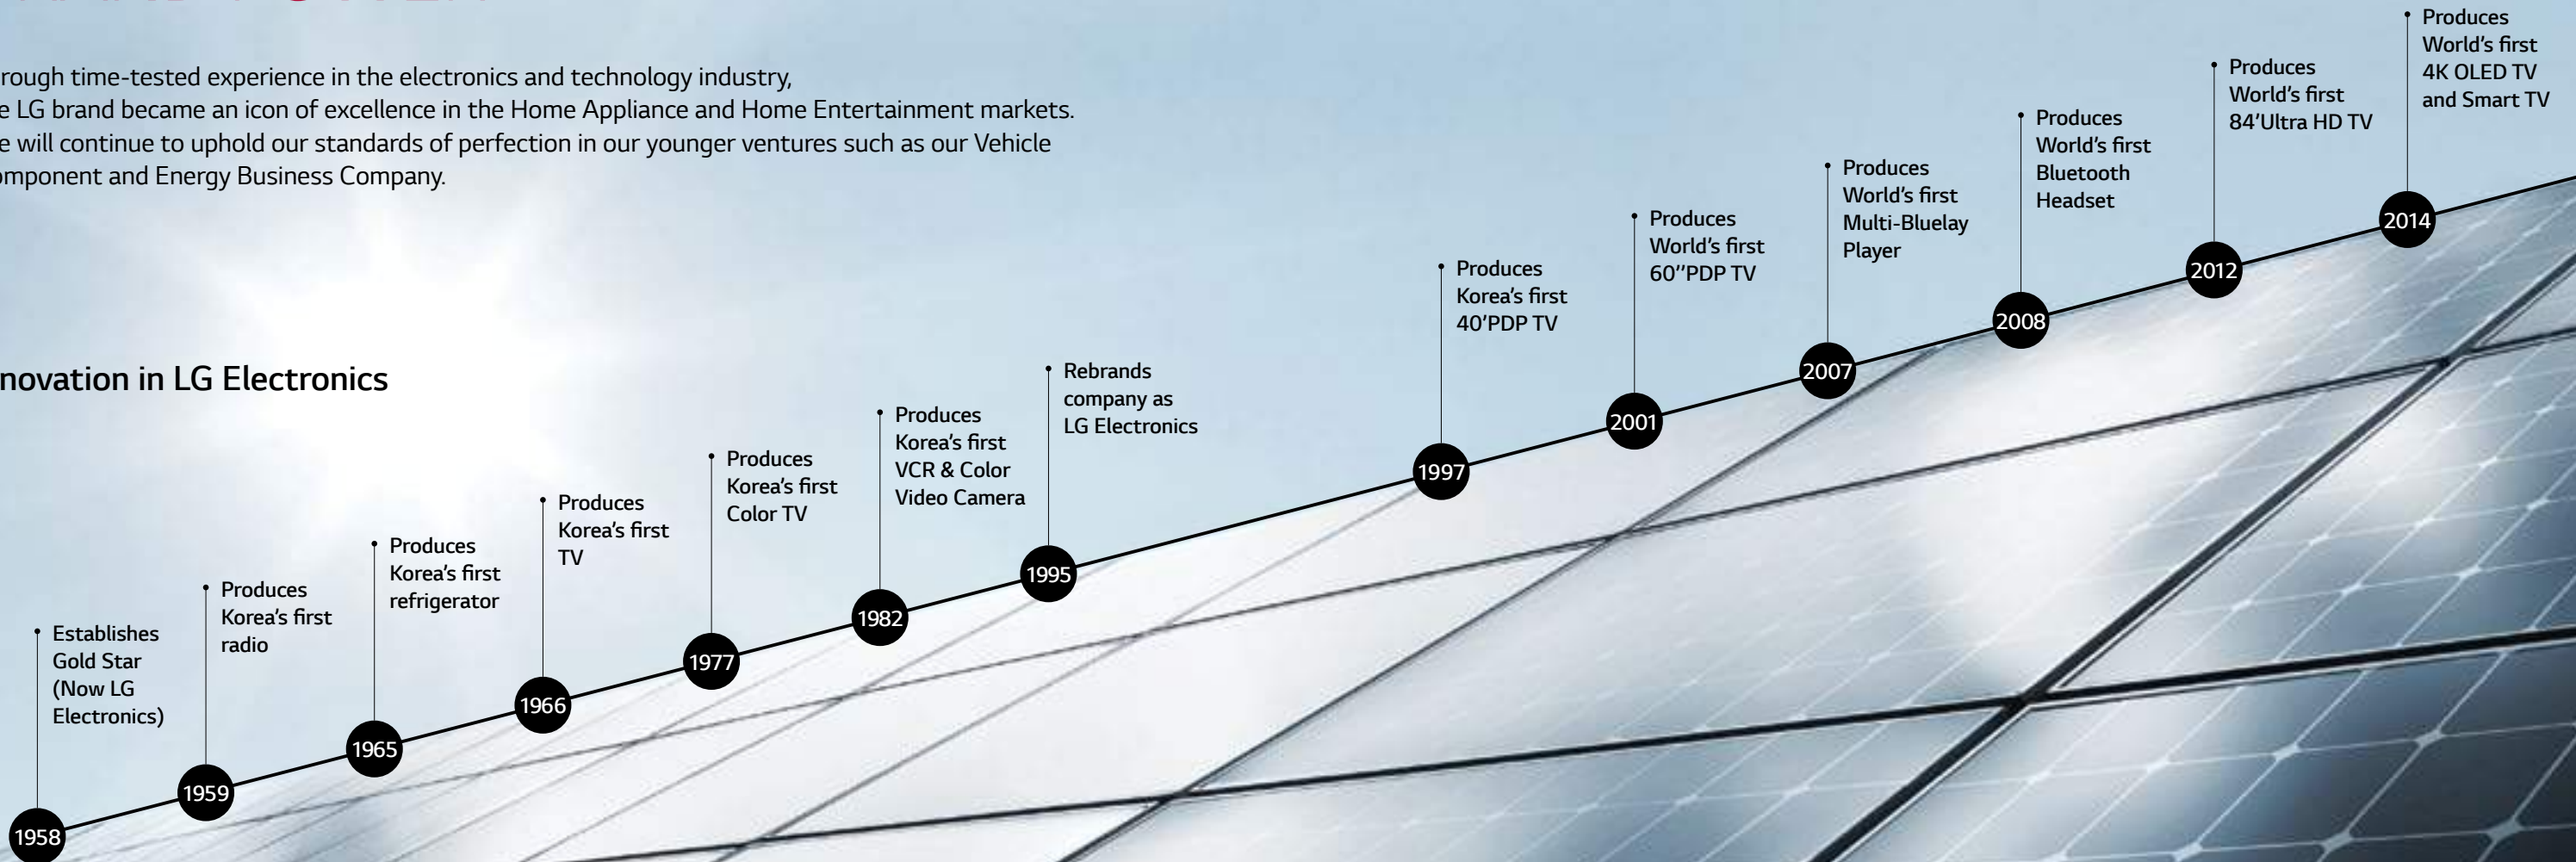 rough time-tested experience in the electronics and technology industry,
e LG brand became an icon of excellence in the Home Appliance and Home Entertainment markets.
e will continue to uphold our standards of perfection in our younger ventures such as our Vehicle
omponent and Energy Business Company.
novation in LG Electronics
Establishes
Gold Star
(Now LG
Electronics)
1958
Produces
Korea's first
radio
1959
Produces
Korea's first
refrigerator
1965
Produces
Korea's first
TV
1966
Produces
Korea's first
Color TV
1977
Produces
Korea's first
VCR & Color
Video Camera
1982
Rebrands
company as
LG Electronics
1995
Produces
Korea's first
40'PDP TV
1997
Produces
World's first
60''PDP TV
2001
Produces
World's first
Multi-Bluelay
Player
2007
Produces
World's first
Bluetooth
Headset
2008
Produces
World's first
84'Ultra HD TV
2012
Produces
World's first
4K OLED TV
and Smart TV
2014